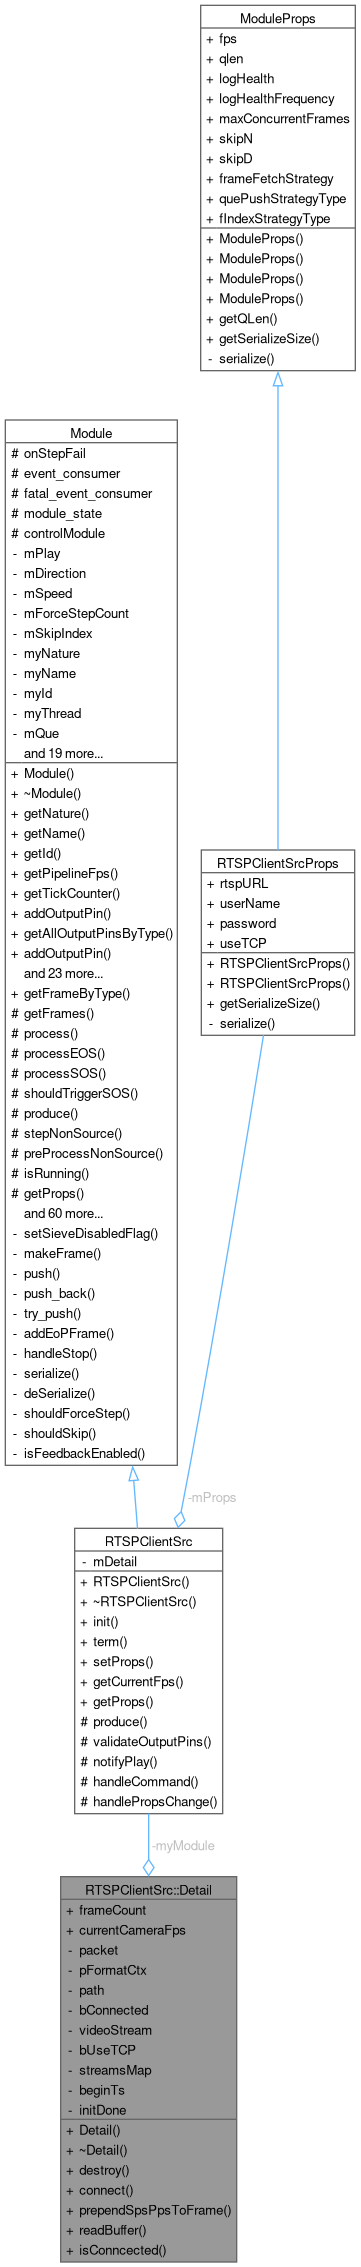 ModuleProps
+ fps
+ qlen
+ logHealth
+ logHealthFrequency
+ maxConcurrentFrames
+ skipN
+ skipD
+ frameFetchStrategy
+ quePushStrategyType
+ fIndexStrategyType
+ ModuleProps()
+ ModuleProps()
+ ModuleProps()
+ ModuleProps()
+ getQLen()
+ getSerializeSize()
- serialize()
Module
# onStepFail
# event_consumer
# fatal_event_consumer
# module_state
# controlModule
- mPlay
- mDirection
- mSpeed
- mForceStepCount
- mSkipIndex
- myNature
- myName
- myId
- myThread
- mQue
and 19 more...
+ Module()
+ ~Module()
+ getNature()
+ getName()
+ getId()
+ getPipelineFps()
+ getTickCounter()
+ addOutputPin()
+ getAllOutputPinsByType()
+ addOutputPin()
and 23 more...
+ getFrameByType()
# getFrames()
# process()
# processEOS()
# processSOS()
# shouldTriggerSOS()
# produce()
# stepNonSource()
# preProcessNonSource()
# isRunning()
# getProps()
and 60 more...
- setSieveDisabledFlag()
- makeFrame()
- push()
- push_back()
- try_push()
- addEoPFrame()
- handleStop()
- serialize()
- deSerialize()
- shouldForceStep()
- shouldSkip()
- isFeedbackEnabled()
RTSPClientSrcProps
+ rtspURL
+ userName
+ password
+ useTCP
+ RTSPClientSrcProps()
+ RTSPClientSrcProps()
+ getSerializeSize()
- serialize()
-mProps
RTSPClientSrc
- mDetail
+ RTSPClientSrc()
+ ~RTSPClientSrc()
+ init()
+ term()
+ setProps()
+ getCurrentFps()
+ getProps()
# produce()
# validateOutputPins()
# notifyPlay()
# handleCommand()
# handlePropsChange()
-myModule
RTSPClientSrc::Detail
+ frameCount
+ currentCameraFps
- packet
- pFormatCtx
- path
- bConnected
- videoStream
- bUseTCP
- streamsMap
- beginTs
- initDone
+ Detail()
+ ~Detail()
+ destroy()
+ connect()
+ prependSpsPpsToFrame()
+ readBuffer()
+ isConncected()